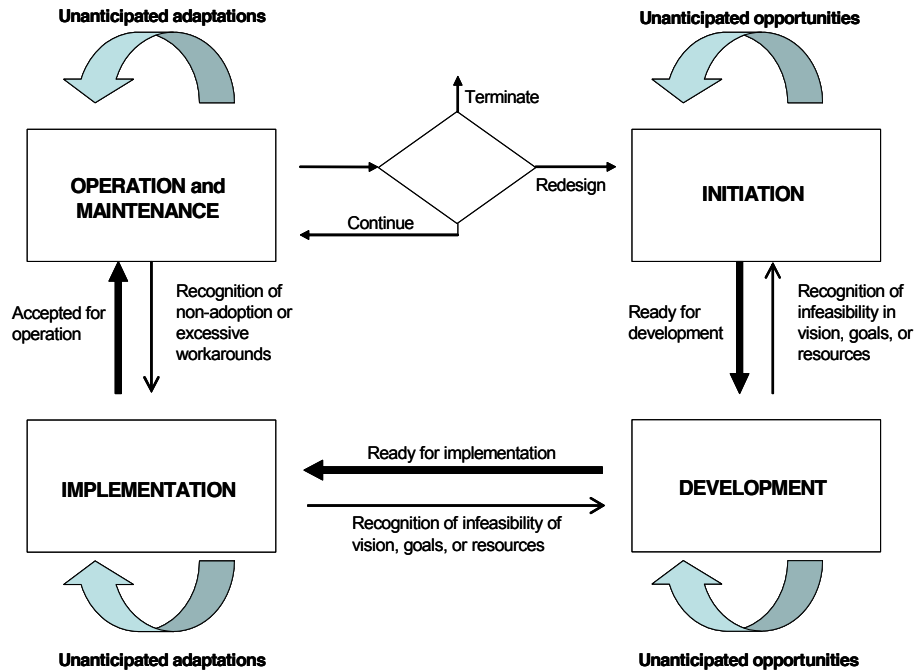 Unanticipated adaptations
Unanticipated opportunities
Terminate
OPERATION and
MAINTENANCE
Redesign
INITIATION
Continue
Accepted for
operation
Recognition of
non-adoption or
excessive
workarounds
Ready for
development
Recognition of
infeasibility in
vision, goals, or
resources
Ready for implementation
IMPLEMENTATION
DEVELOPMENT
Recognition of infeasibility of
vision, goals, or resources
Unanticipated adaptations
Unanticipated opportunities